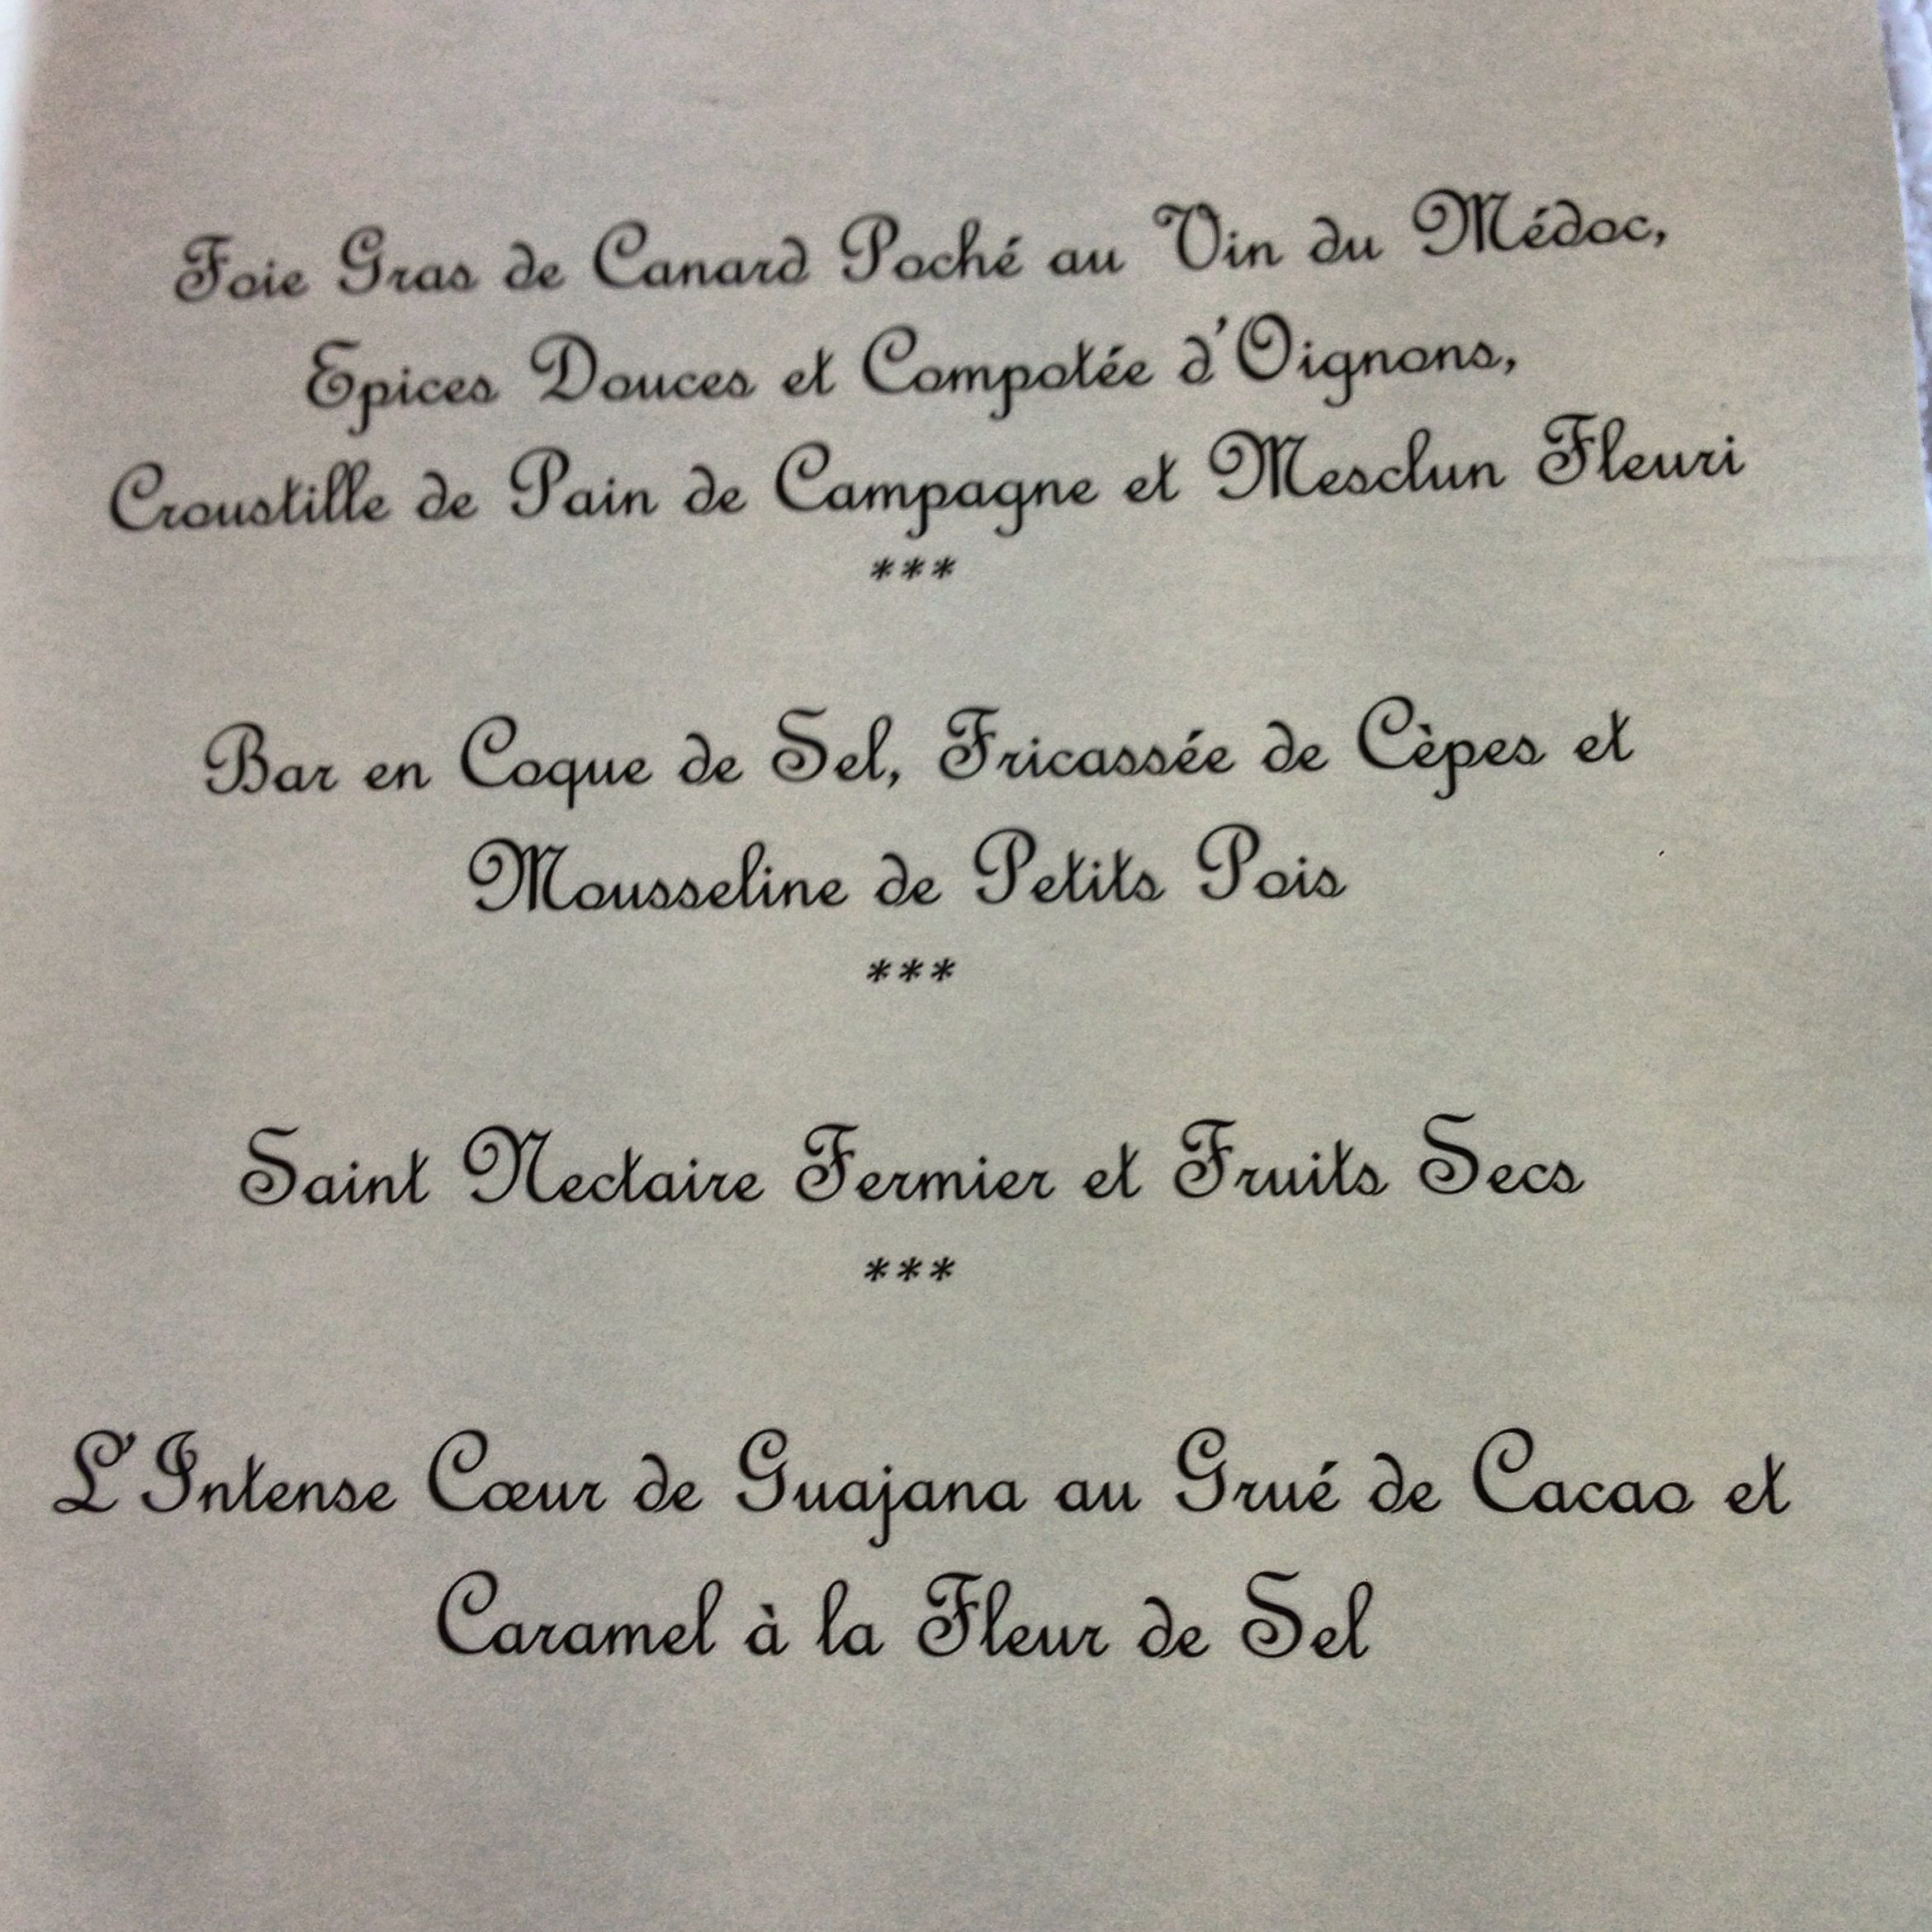 Foie Gras de Canard Poché au Vin du Médoc,
Epices Douces et Compotée d'Oignons,
Croustille de Pain de Campagne et Mesclun Fleuri
***
Bar en Coque de Sel, Fricassée de Cèpes et
Mousseline de Petits Pois
***
Saint Nectaire Fermier et Fruits Secs
***
L'Intense Cœur de Guajana au Grué de Cacao et
Caramel à la Fleur de Sel